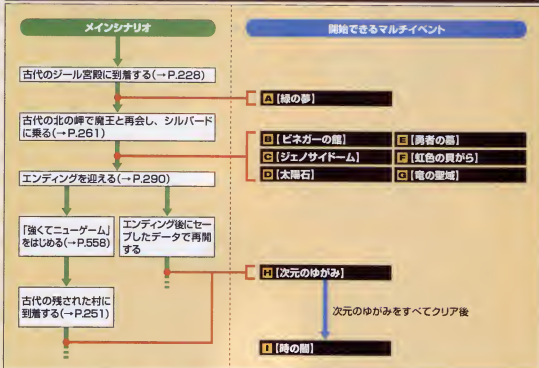 メインシナリオ
開始できるマルチイベント
古代のジール宮殿に到着する(→P.228)
A【緑の夢】
古代の北の岬で魔王と再会し、シルバード
に乗る(→P.261)
B【ビネガーの館】
E【勇者の墓】
C【ジェノサイドーム】
F【虹色の貝がら】
D【太陽石】
G【竜の聖域】
エンディングを迎える(→P.290)
「強くてニューゲーム」
をはじめる(→P.558)
エンディング後にセー
ブしたデータで再開
する
H【次元のゆがみ】
古代の残された村に
到着する(→P.251)
次元のゆがみをすべてクリア後
I【時の闇】